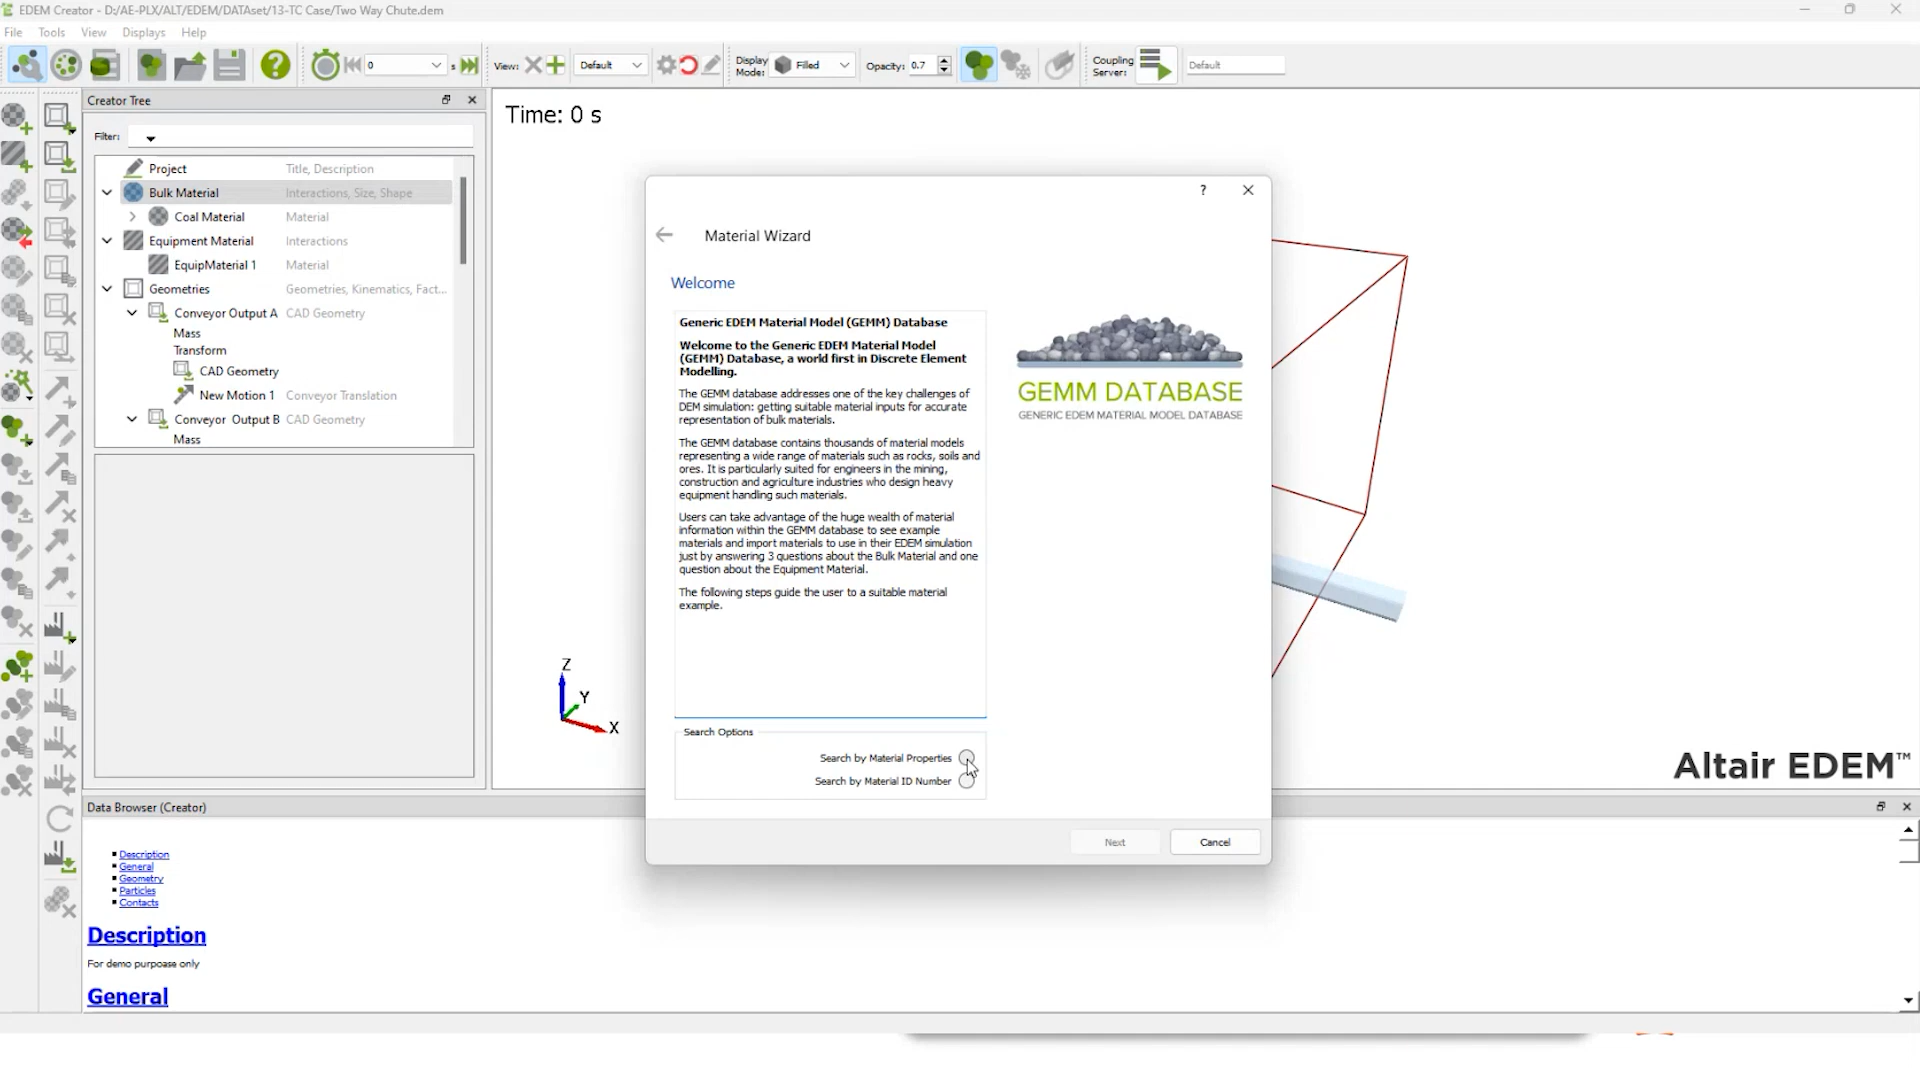 EDEM Creator - D:/AE-PLX/ALT/EDEM/DATAset/13-TC Case/Two Way Chute.dem
File Tools View Displays Help
0 s View: Default Display Mode: Filled Opacity: 0.7 Coupling Server: Default
Creator Tree
Filter:
Project Title, Description
Bulk Material Interactions, Size, Shape
Coal Material Material
Equipment Material Interactions
EquipMaterial 1 Material
Geometries Geometries, Kinematics, Fact...
Conveyor Output A CAD Geometry
Mass
Transform
CAD Geometry
New Motion 1 Conveyor Translation
Conveyor Output B CAD Geometry
Mass
Time: 0 s
?
Material Wizard
Welcome
Generic EDEM Material Model (GEMM) Database
Welcome to the Generic EDEM Material Model
(GEMM) Database, a world first in Discrete Element
Modelling.
The GEMM database addresses one of the key challenges of
DEM simulation: getting suitable material inputs for accurate
representation of bulk materials.
The GEMM database contains thousands of material models
representing a wide range of materials such as rocks, soils and
ores. It is particularly suited for engineers in the mining,
construction and agriculture industries who design heavy
equipment handling such materials.
Users can take advantage of the huge wealth of material
information within the GEMM database to see example
materials and import materials to use in their EDEM simulation
just by answering 3 questions about the Bulk Material and one
question about the Equipment Material.
The following steps guide the user to a suitable material
example.
GEMM DATABASE
GENERIC EDEM MATERIAL MODEL DATABASE
Search Options
Search by Material Properties
Search by Material ID Number
Next Cancel
Z
Y
X
Altair EDEM™
Data Browser (Creator)
Description
General
Geometry
Particles
Contacts
Description
For demo purpoase only
General